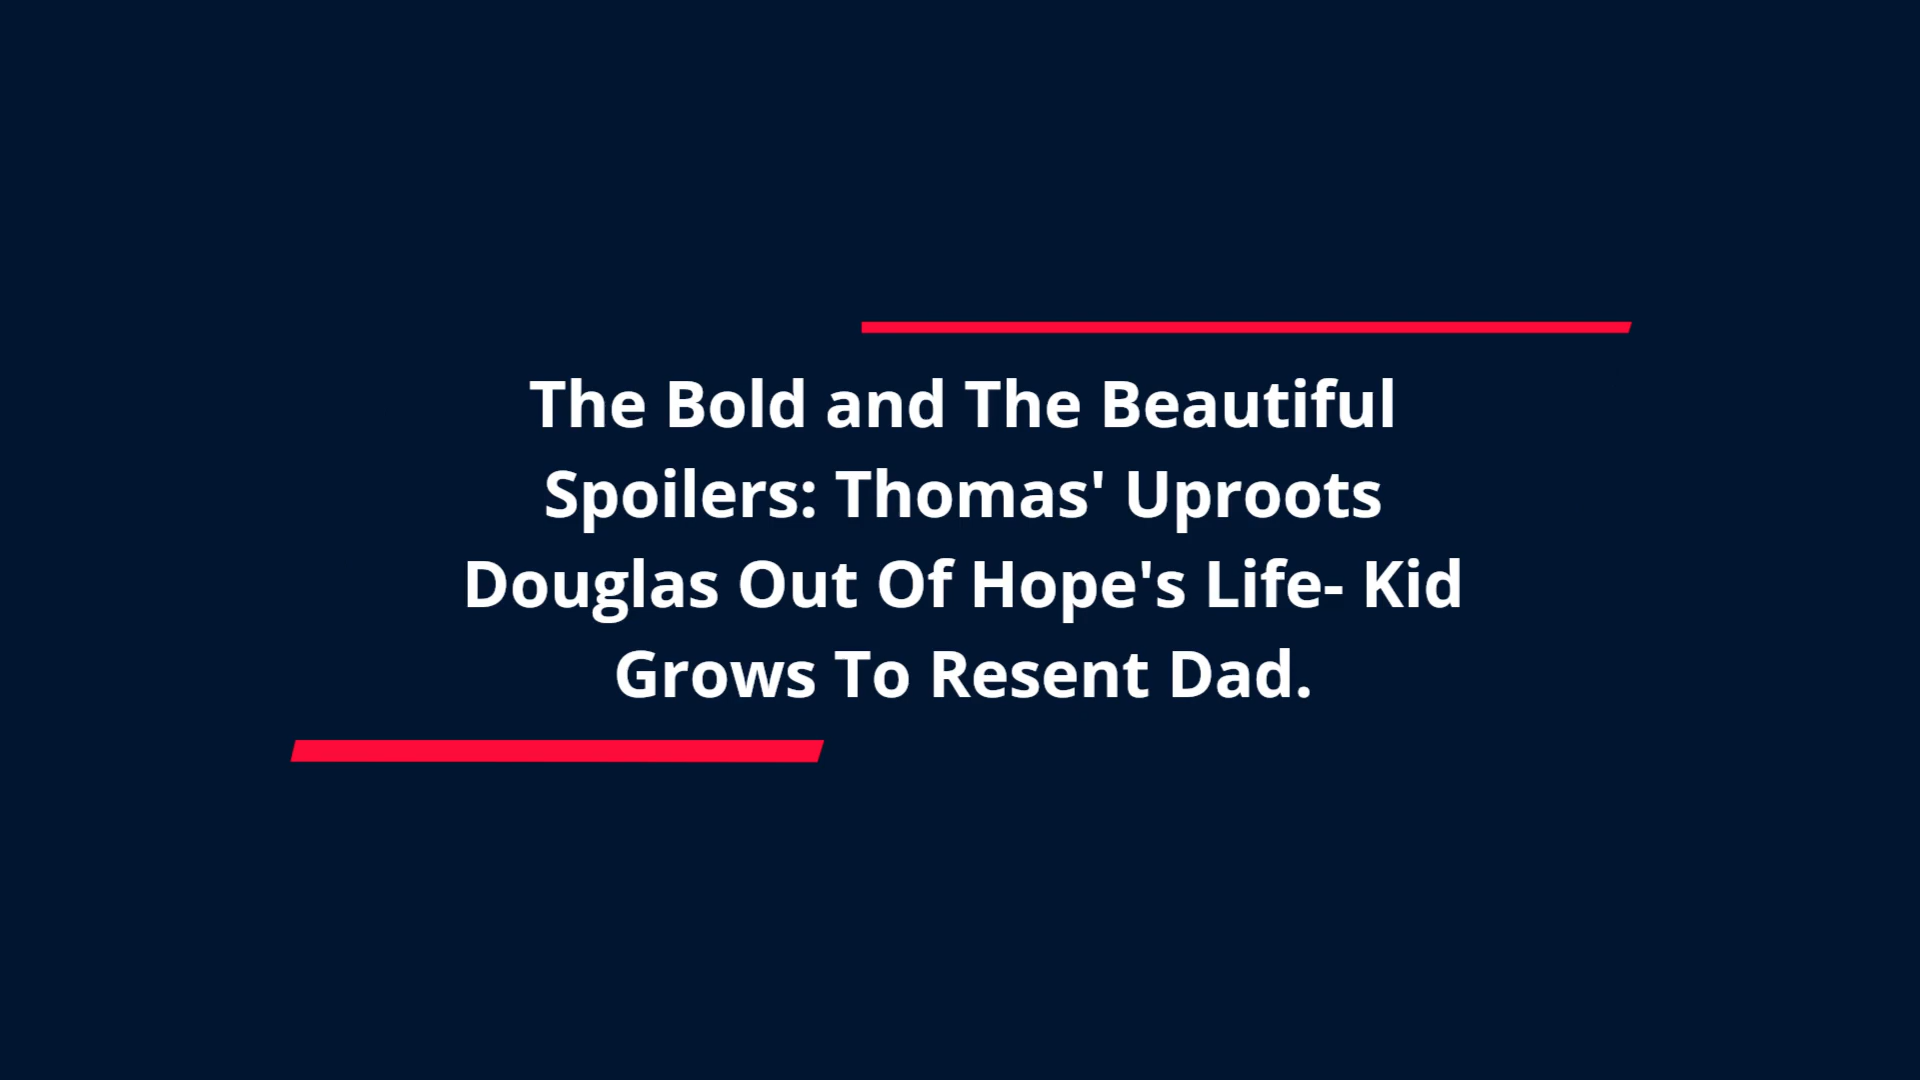 The Bold and The Beautiful
Spoilers: Thomas' Uproots
Douglas Out Of Hope's Life- Kid
Grows To Resent Dad.